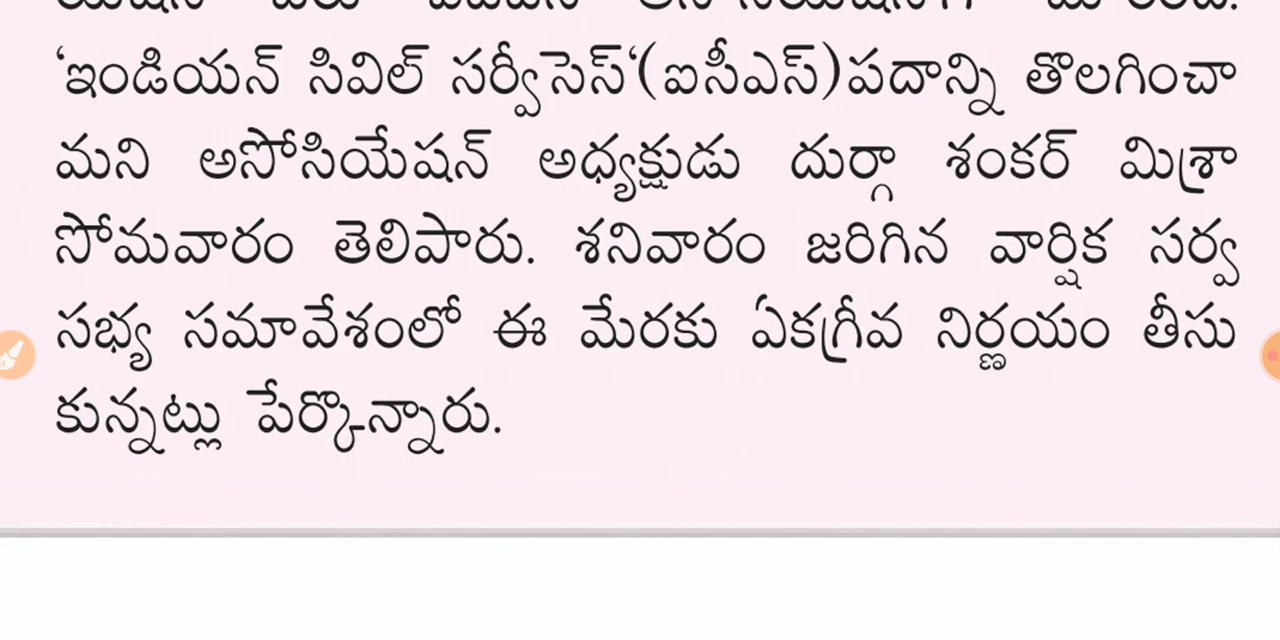 ‘ఇండియన్ సివిల్ సర్వీసెస్‘(ఐసీఎస్)పదాన్ని తొలగించా
మని అసోసియేషన్ అధ్యక్షుడు దుర్గా శంకర్ మిశ్రా
సోమవారం తెలిపారు. శనివారం జరిగిన వార్షిక సర్వ
సభ్య సమావేశంలో ఈ మేరకు ఏకగ్రీవ నిర్ణయం తీసు
కున్నట్లు పేర్కొన్నారు.